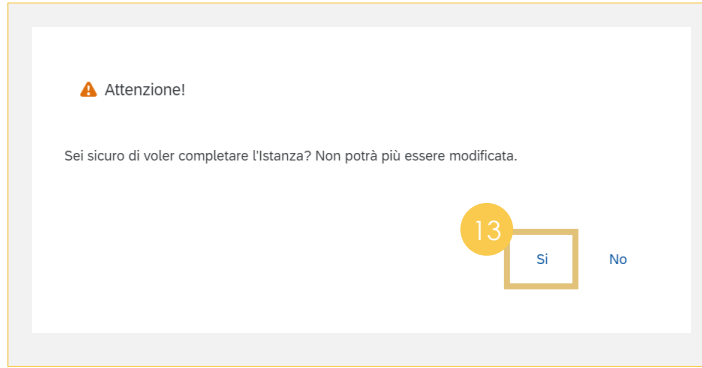 Attenzione!
Sei sicuro di voler completare l'Istanza? Non potrà più essere modificata.
13
Si
No